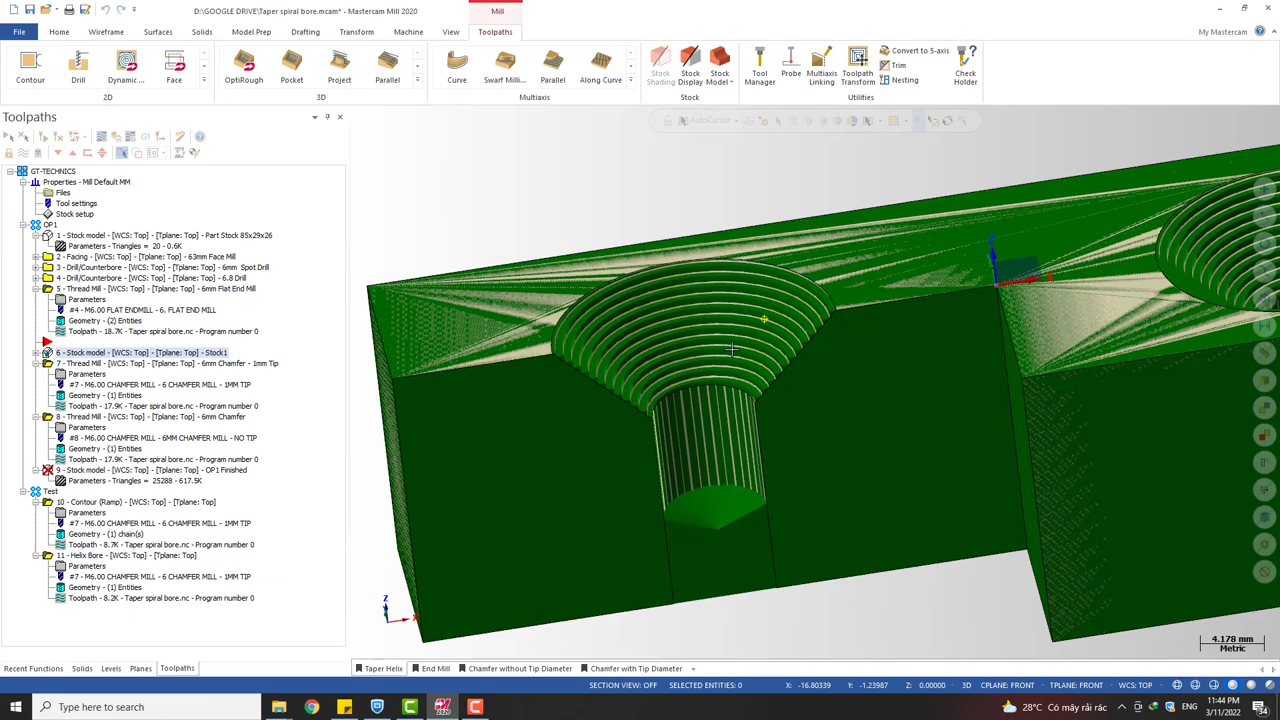 D:\GOOGLE DRIVE\Taper spiral bore.mcam* - Mastercam Mill 2020
Mill
File Home Wireframe Surfaces Solids Model Prep Drafting Transform Machine View Toolpaths
My Mastercam
Contour Drill Dynamic ... Face
2D
OptiRough Pocket Project Parallel
3D
Curve Swarf Milli... Parallel Along Curve
Multiaxis
Stock Shading Stock Display Stock Model
Stock
Tool Manager Probe Multiaxis Linking Toolpath Transform
Convert to 5-axis
Trim
Nesting
Check Holder
Utilities
Toolpaths
AutoCursor
G1
GT-TECHNICS
Properties - Mill Default MM
Files
Tool settings
Stock setup
OP1
1 - Stock model - [WCS: Top] - [Tplane: Top] - Part Stock 85x29x26
Parameters - Triangles = 20 - 0.6K
2 - Facing - [WCS: Top] - [Tplane: Top] - 63mm Face Mill
3 - Drill/Counterbore - [WCS: Top] - [Tplane: Top] - 6mm Spot Drill
4 - Drill/Counterbore - [WCS: Top] - [Tplane: Top] - 6.8 Drill
5 - Thread Mill - [WCS: Top] - [Tplane: Top] - 6mm Flat End Mill
Parameters
#4 - M6.00 ENDMILL - 6. FLAT END MILL
Geometry - (2) Entities
Toolpath - 18.7K - Taper spiral bore.nc - Program number 0
6 - Stock model - [WCS: Top] - [Tplane: Top] - Stock1
7 - Thread Mill - [WCS: Top] - [Tplane: Top] - 6mm Chamfer - 1mm Tip
#7 - M6.00 CHAMFER MILL - 6 CHAMFER MILL - 1MM TIP
Geometry - (1) Entities
Toolpath - 17.9K - Taper spiral bore.nc - Program number 0
8 - Thread Mill - [WCS: Top] - [Tplane: Top] - 6mm Chamfer
Parameters
#8 - M6.00 CHAMFER MILL - 6MM CHAMFER MILL - NO TIP
Geometry - (1) Entities
Toolpath - 17.9K - Taper spiral bore.nc - Program number 0
9 - Stock model - [WCS: Top] - [Tplane: Top] - OP1 Finished
Parameters - Triangles = 25288 - 617.5K
Test
10 - Contour (Ramp) - [WCS: Top] - [Tplane: Top]
Parameters
#7 - M6.00 CHAMFER MILL - 6 CHAMFER MILL - 1MM TIP
Geometry - (1) chain(s)
Toolpath - 8.7K - Taper spiral bore.nc - Program number 0
11 - Helix Bore - [WCS: Top] - [Tplane: Top]
Parameters
#7 - M6.00 CHAMFER MILL - 6 CHAMFER MILL - 1MM TIP
Geometry - (1) Entities
Toolpath - 8.2K - Taper spiral bore.nc - Program number 0
Z
X
Z
X
4.178 mm
Metric
Recent Functions Solids Levels Planes Toolpaths
Taper Helix End Mill Chamfer without Tip Diameter Chamfer with Tip Diameter +
SECTION VIEW: OFF SELECTED ENTITIES: 0 X: -16.80339 Y: -1.23987 Z: 0.00000 3D CPLANE: FRONT TPLANE: FRONT WCS: TOP
Type here to search
2020
28°C Có mây rải rác
ENG
11:44 PM
3/11/2022
34